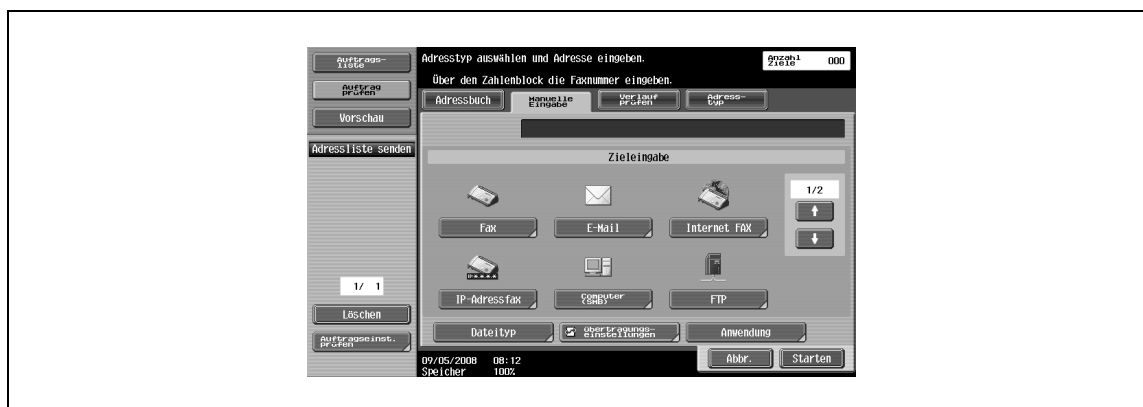 Auftrags-
liste
Auftrag
prüfen
Vorschau
Adressliste senden
1/ 1
Löschen
Auftragseinst.
prüfen
Adresstyp auswählen und Adresse eingeben.
Anzahl
Ziele
000
Über den Zahlenblock die Faxnummer eingeben.
Adressbuch
Manuelle
Eingabe
Verlauf
prüfen
Adress-
typ
Zieleingabe
1/2
Fax
E-Mail
Internet FAX
IP-Adressfax
Computer
(SMB)
FTP
Dateityp
Übertragungs-
einstellungen
Anwendung
09/05/2008 08:12
Speicher 100%
Abbr.
Starten